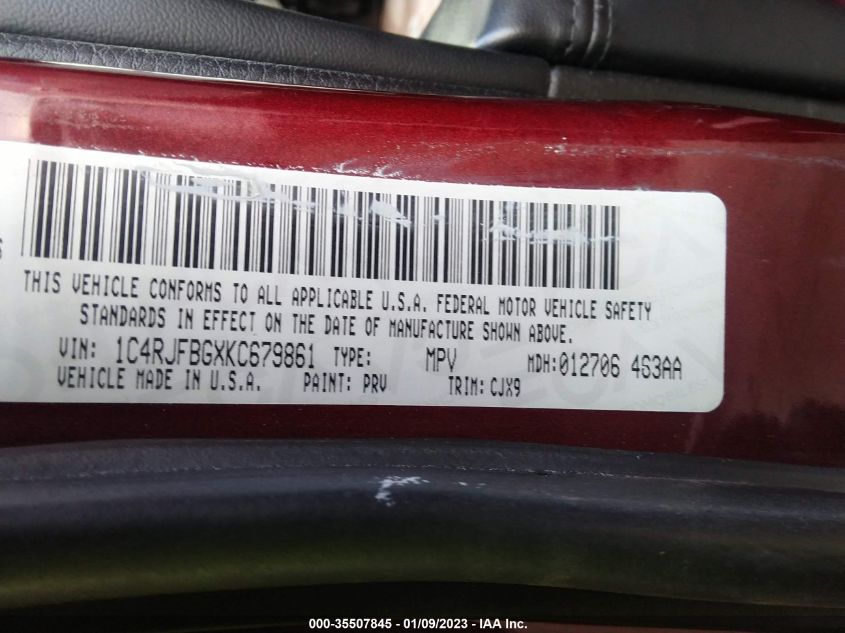 THIS VEHICLE CONFORMS TO ALL APPLICABLE U.S.A. FEDERAL MOTOR VEHICLE SAFETY
STANDARDS IN EFFECT ON THE DATE OF MANUFACTURE SHOWN ABOVE.
VIN: 1C4RJFBGXKC679861 TYPE: MPV MDH:012706 4S3AA
VEHICLE MADE IN U.S.A. PAINT: PRV TRIM: CJX9
000-35507845 - 01/09/2023 - IAA Inc.